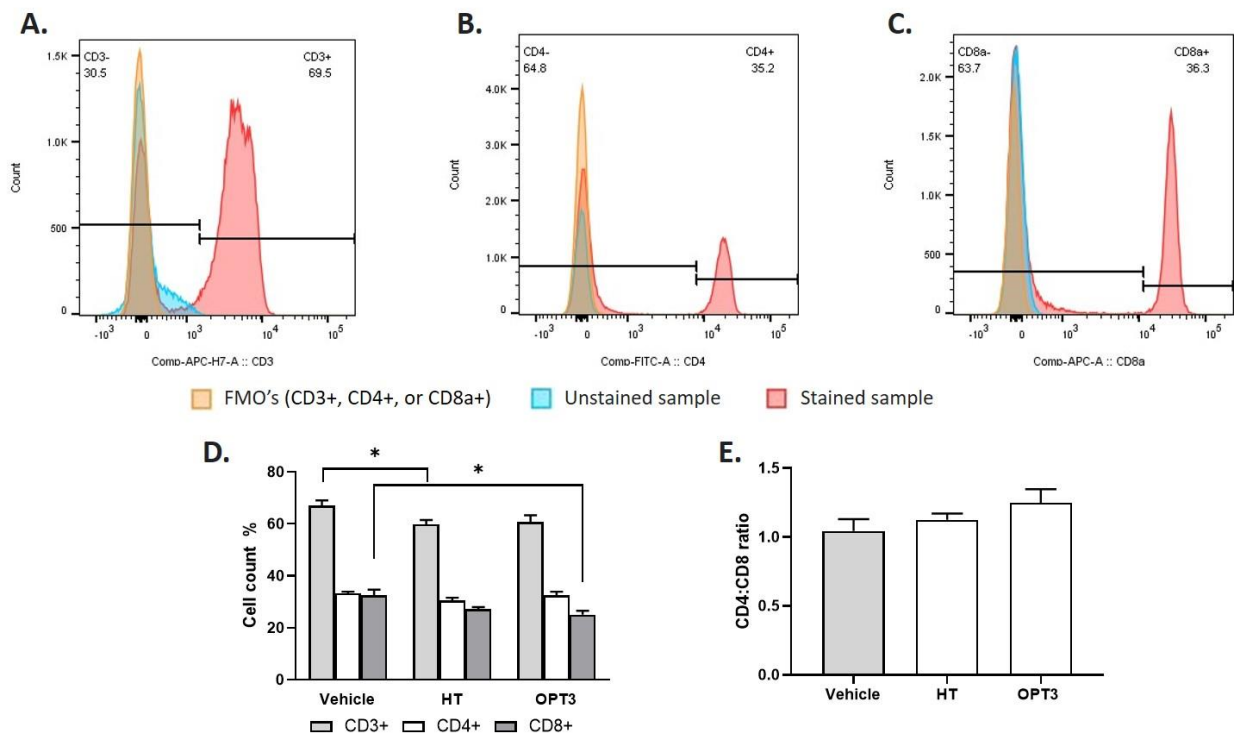 A.
CD3-
30.5
CD3+
69.5
1.5K
1.0K
500
0
Count
-10³ 0 10³ 10⁴ 10⁵
Comp-APC-H7-A :: CD3
B.
CD4-
64.8
CD4+
35.2
4.0K
3.0K
2.0K
1.0K
0
Count
-10³ 0 10³ 10⁴ 10⁵
Comp-FITC-A :: CD4
C.
CD8a-
63.7
CD8a+
36.3
2.0K
1.5K
1.0K
500
0
Count
-10³ 0 10³ 10⁴ 10⁵
Comp-APC-A :: CD8a
FMO's (CD3+, CD4+, or CD8a+) Unstained sample Stained sample
D.
*
*
80
60
40
20
0
Cell count %
Vehicle HT OPT3
CD3+ CD4+ CD8+
E.
1.5
1.0
0.5
0.0
CD4:CD8 ratio
Vehicle HT OPT3